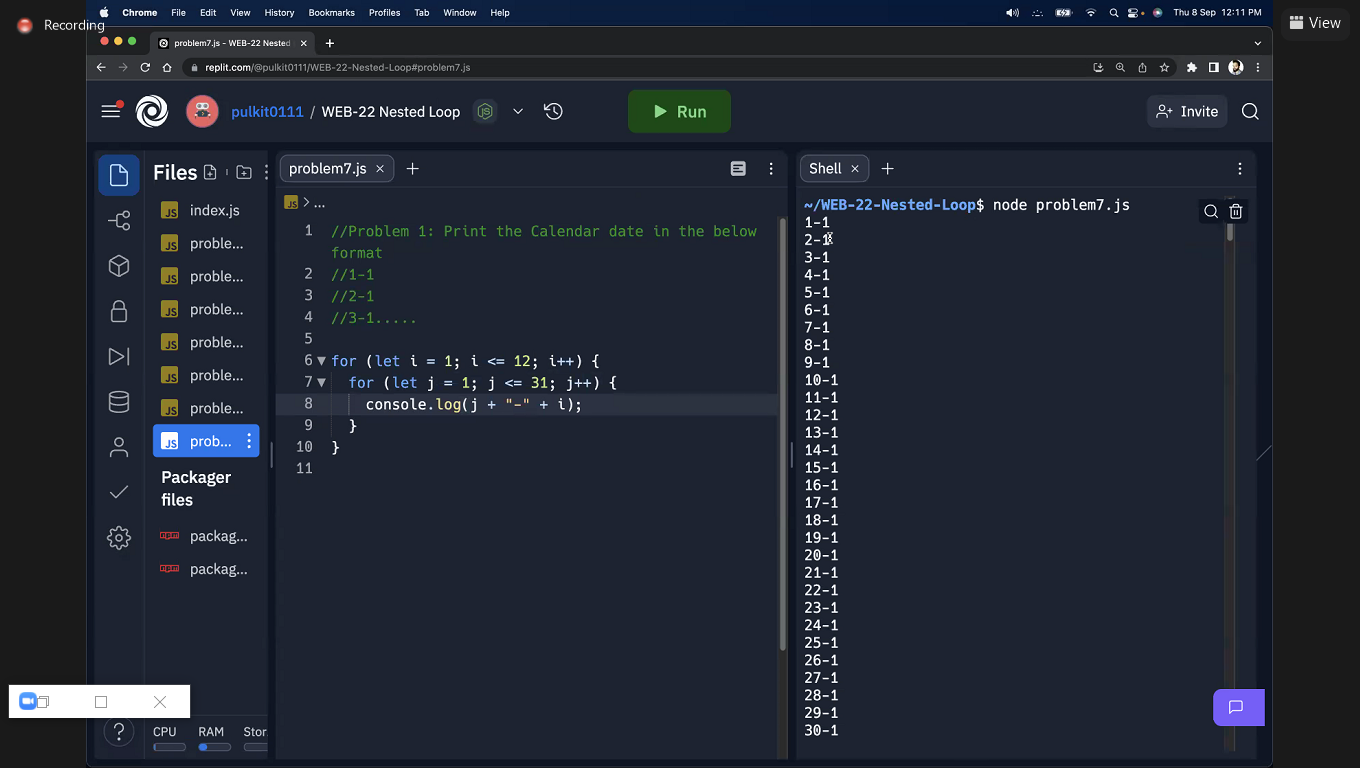 Chrome File Edit View History Bookmarks Profiles Tab Window Help Thu 8 Sep 12:11 PM
Recording
View
problem7.js - WEB-22 Nested
replit.com/@pulkit0111/WEB-22-Nested-Loop#problem7.js
pulkit0111 / WEB-22 Nested Loop
Run
Invite
Files
index.js
proble...
proble...
proble...
proble...
proble...
proble...
prob...
Packager
files
packag...
packag...
CPU RAM Stor
problem7.js
JS > ...
1 //Problem 1: Print the Calendar date in the below
format
2 //1-1
3 //2-1
4 //3-1.....
5
6 for (let i = 1; i <= 12; i++) {
7 for (let j = 1; j <= 31; j++) {
8 console.log(j + "-" + i);
9 }
10 }
11
Shell
~/WEB-22-Nested-Loop$ node problem7.js
1-1
2-1
3-1
4-1
5-1
6-1
7-1
8-1
9-1
10-1
11-1
12-1
13-1
14-1
15-1
16-1
17-1
18-1
19-1
20-1
21-1
22-1
23-1
24-1
25-1
26-1
27-1
28-1
29-1
30-1